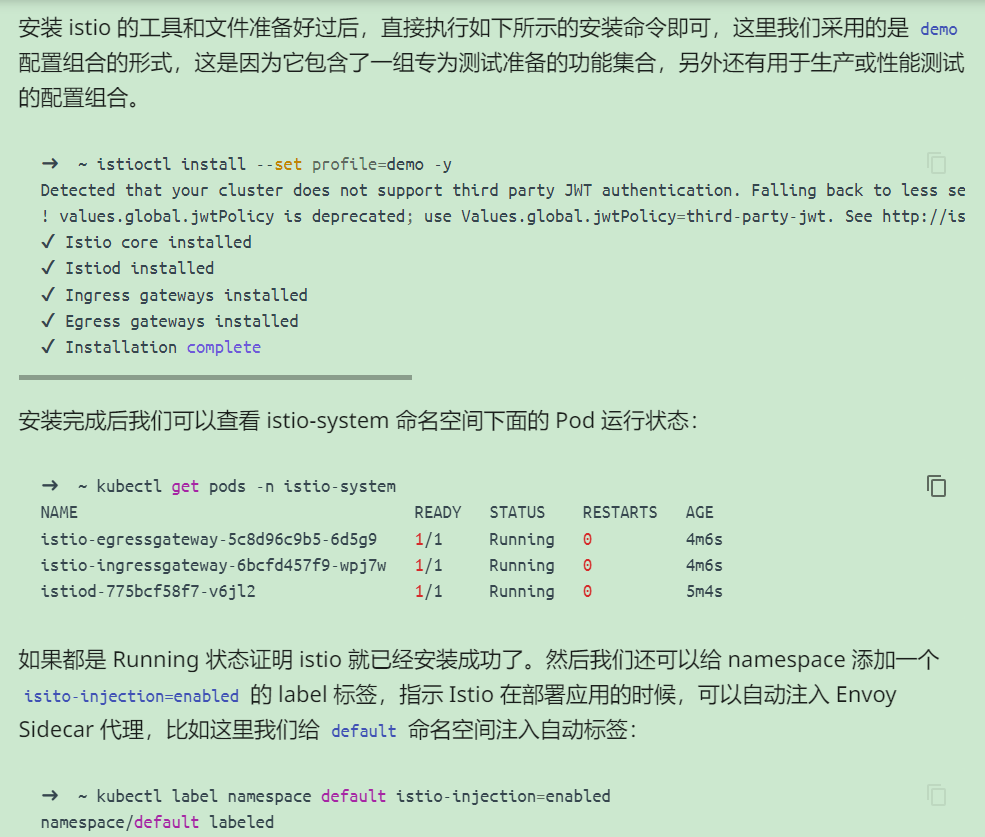 安装 istio 的工具和文件准备好过后，直接执行如下所示的安装命令即可，这里我们采用的是 demo
配置组合的形式，这是因为它包含了一组专为测试准备的功能集合，另外还有用于生产或性能测试
的配置组合。
➜ ~ istioctl install --set profile=demo -y
Detected that your cluster does not support third party JWT authentication. Falling back to less se
! values.global.jwtPolicy is deprecated; use Values.global.jwtPolicy=third-party-jwt. See http://is
✔ Istio core installed
✔ Istiod installed
✔ Ingress gateways installed
✔ Egress gateways installed
✔ Installation complete
安装完成后我们可以查看 istio-system 命名空间下面的 Pod 运行状态：
➜ ~ kubectl get pods -n istio-system
NAME READY STATUS RESTARTS AGE
istio-egressgateway-5c8d96c9b5-6d5g9 1/1 Running 0 4m6s
istio-ingressgateway-6bcfd457f9-wpj7w 1/1 Running 0 4m6s
istiod-775bcf58f7-v6jl2 1/1 Running 0 5m4s
如果都是 Running 状态证明 istio 就已经安装成功了。然后我们还可以给 namespace 添加一个
isito-injection=enabled 的 label 标签，指示 Istio 在部署应用的时候，可以自动注入 Envoy
Sidecar 代理，比如这里我们给 default 命名空间注入自动标签：
➜ ~ kubectl label namespace default istio-injection=enabled
namespace/default labeled